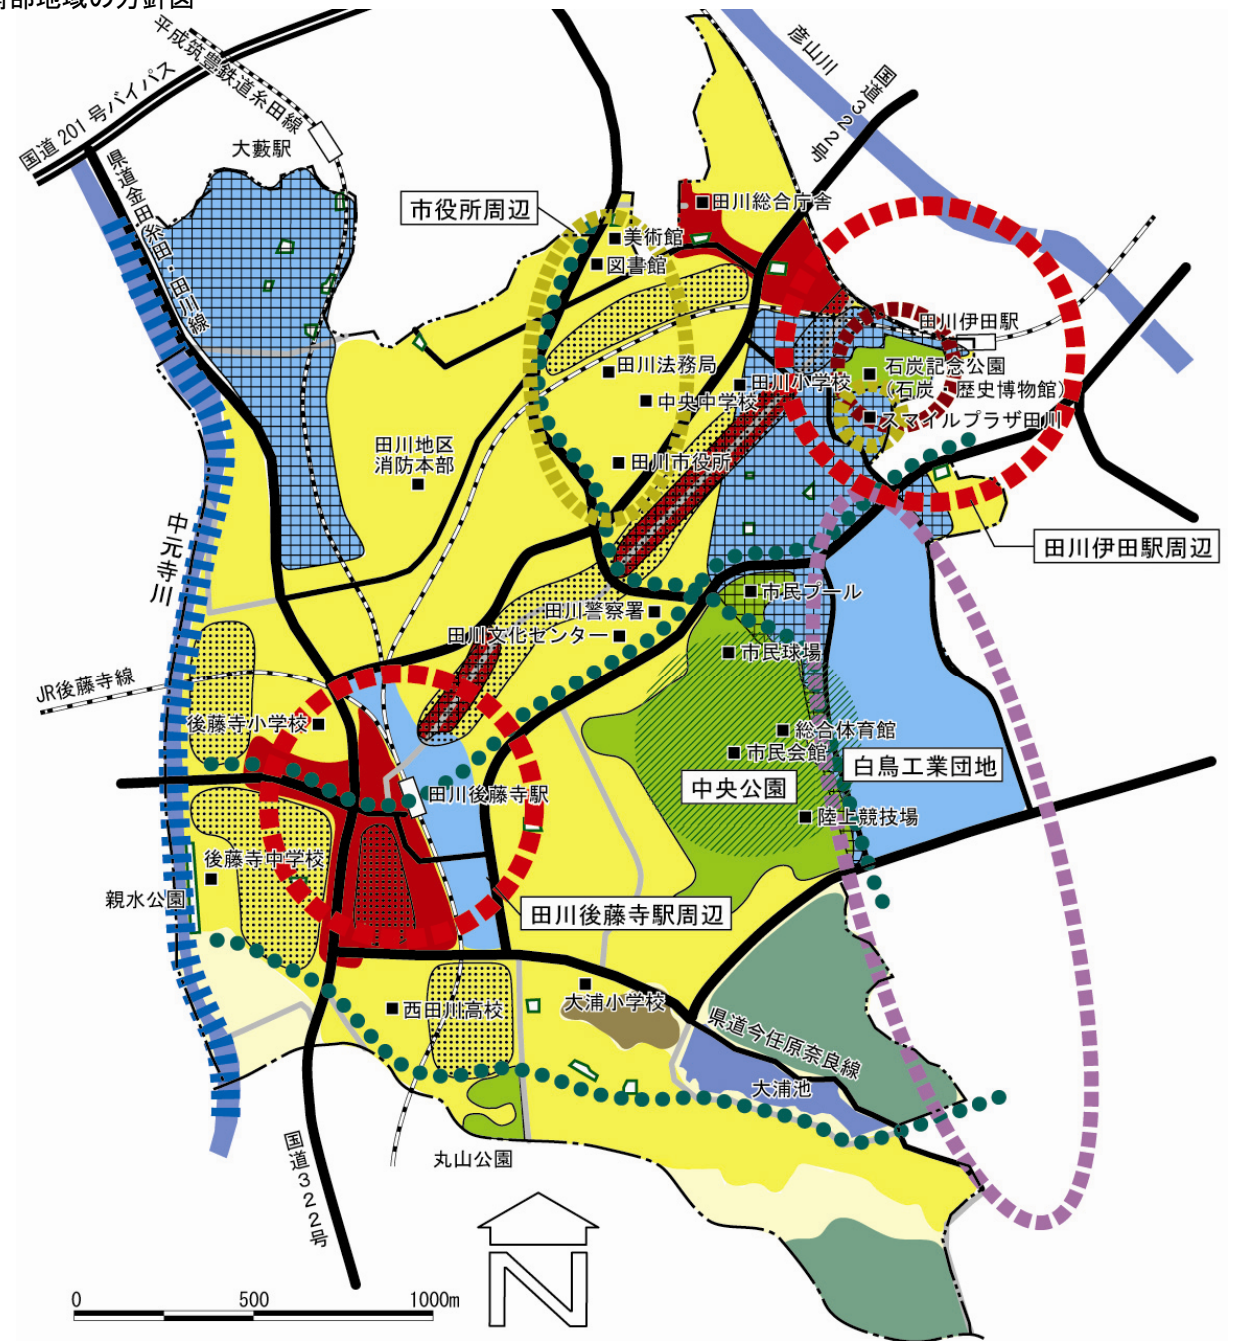 南部地域の方針図
平成筑豊鉄道糸田線
国道201号バイパス
大藪駅
県道金田糸田・田川線
彦山川
国道322号
市役所周辺
田川総合庁舎
美術館
図書館
田川伊田駅
石炭記念公園
(石炭・歴史博物館)
スマイルプラザ田川
田川法務局
田川小学校
中央中学校
田川地区
消防本部
田川市役所
田川伊田駅周辺
中元寺川
市民プール
田川警察署
田川文化センター
市民球場
JR後藤寺線
後藤寺小学校
総合体育館
市民会館
白鳥工業団地
中央公園
田川後藤寺駅
陸上競技場
後藤寺中学校
親水公園
田川後藤寺駅周辺
西田川高校
大浦小学校
県道今任原奈良線
大浦池
丸山公園
国道322号
0 500 1000m
N